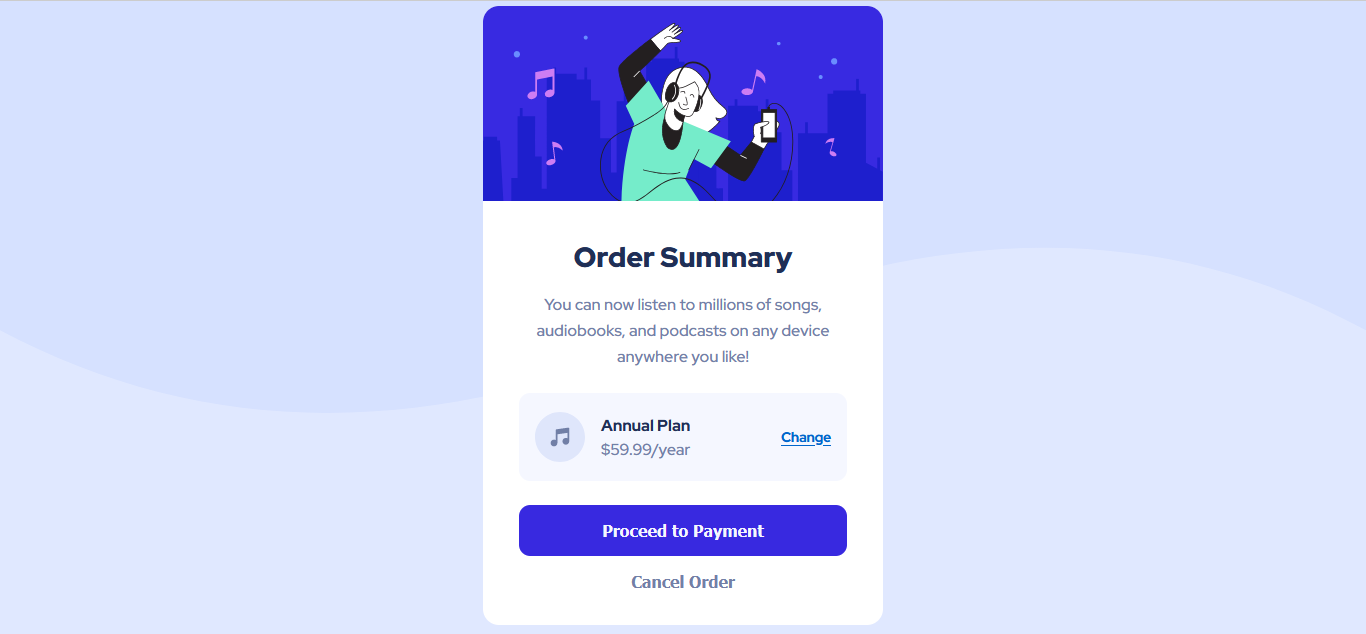 Order Summary
You can now listen to millions of songs,
audiobooks, and podcasts on any device
anywhere you like!
Annual Plan
$59.99/year
Change
Proceed to Payment
Cancel Order